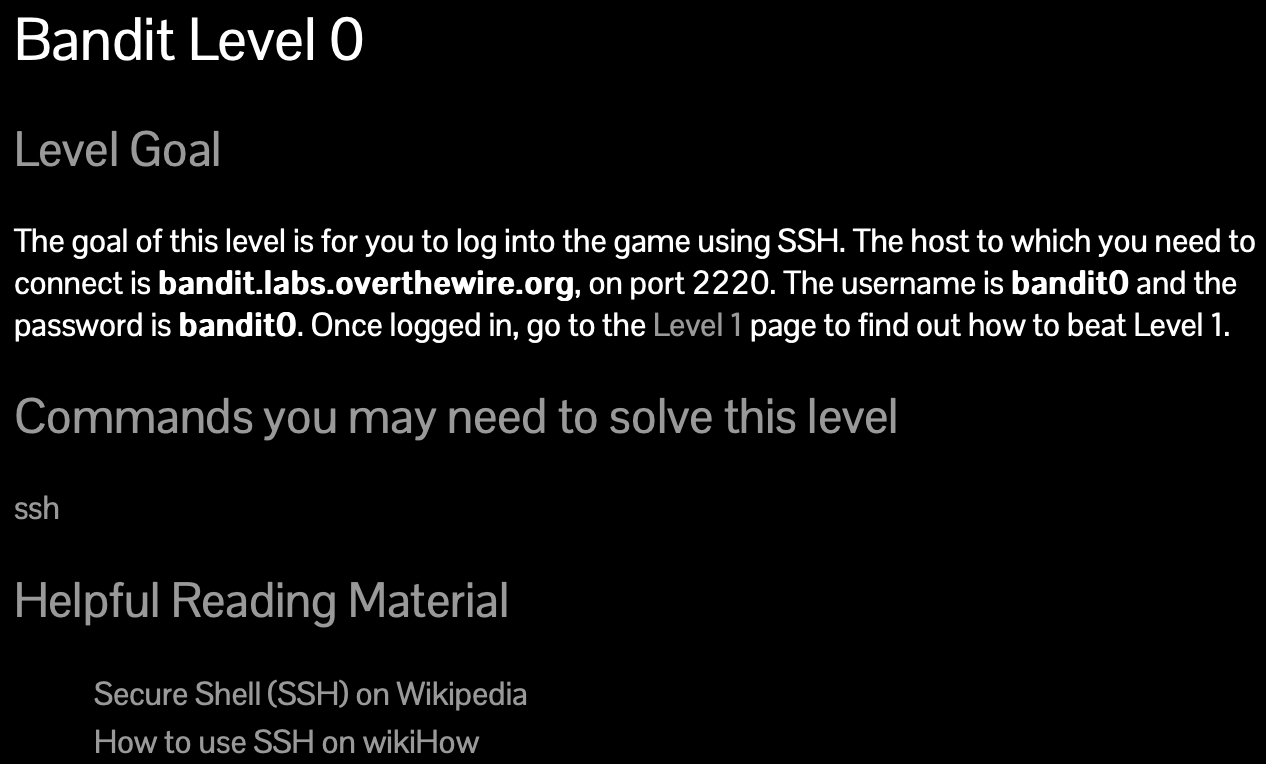 Bandit Level 0
Level Goal
The goal of this level is for you to log into the game using SSH. The host to which you need to
connect is bandit.labs.overthewire.org, on port 2220. The username is bandit0 and the
password is bandit0. Once logged in, go to the Level 1 page to find out how to beat Level 1.
Commands you may need to solve this level
ssh
Helpful Reading Material
Secure Shell (SSH) on Wikipedia
How to use SSH on wikiHow